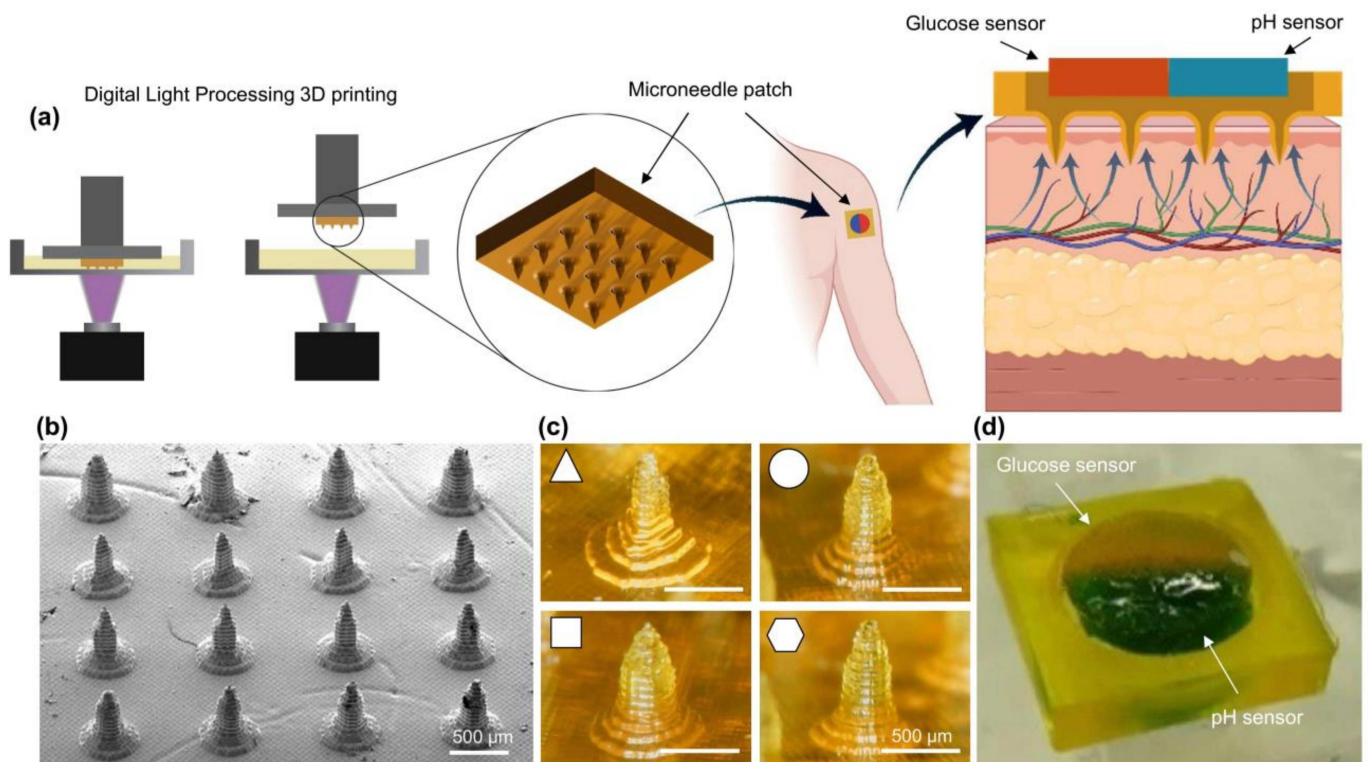 Glucose sensor
pH sensor
Digital Light Processing 3D printing
Microneedle patch
(a)
(b)
(c)
(d)
Glucose sensor
pH sensor
500 µm
500 µm